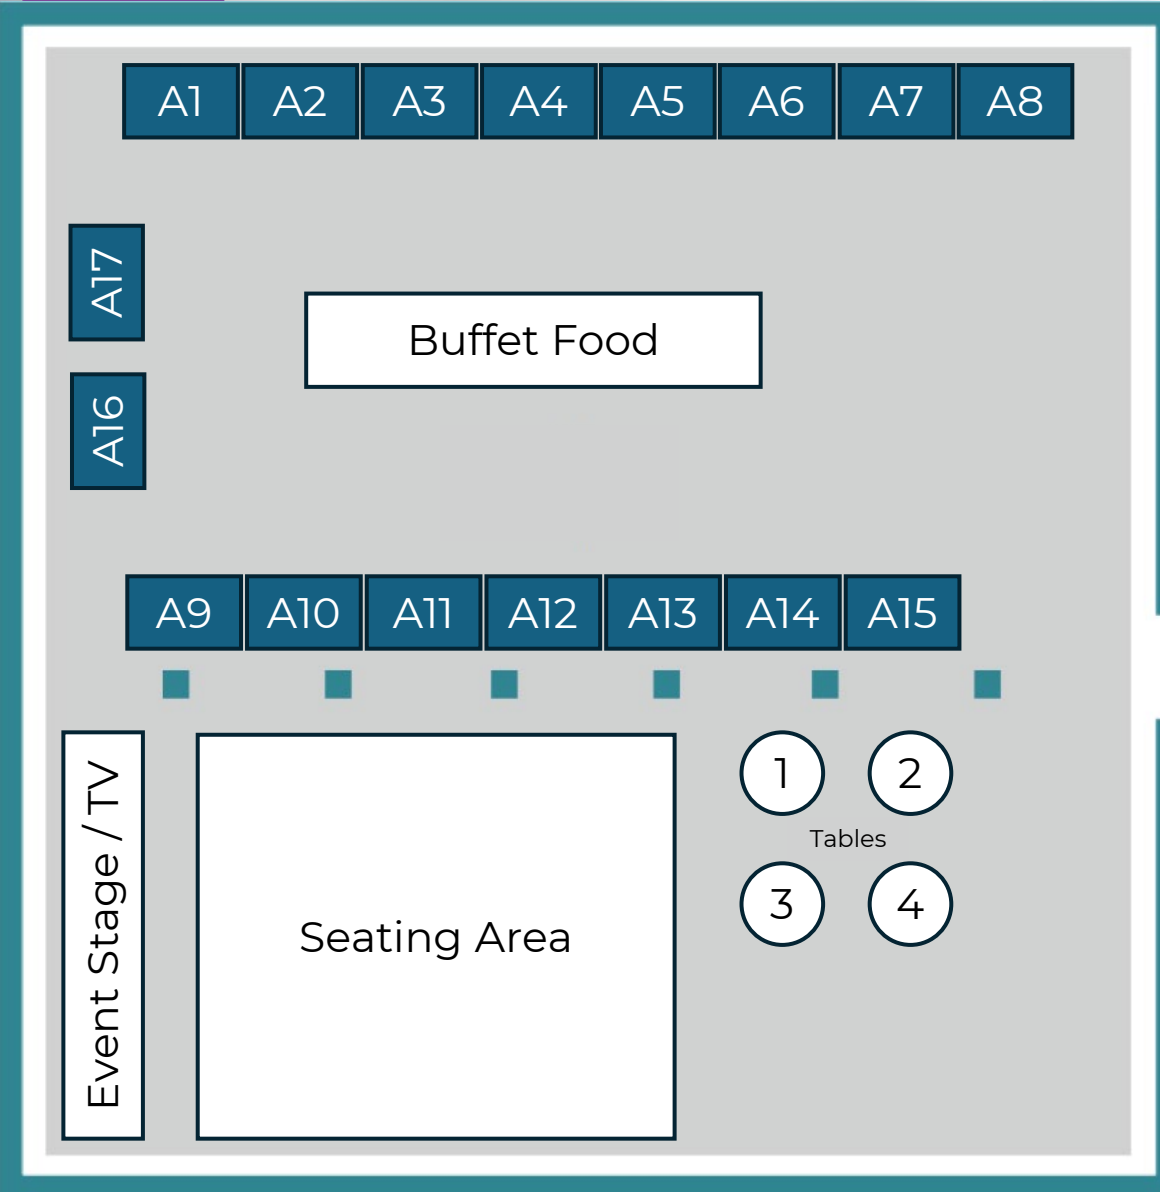 A1 A2 A3 A4 A5 A6 A7 A8
A17
Buffet Food
A16
A9 A10 A11 A12 A13 A14 A15
Event Stage / TV
Seating Area
1 2
Tables
3 4